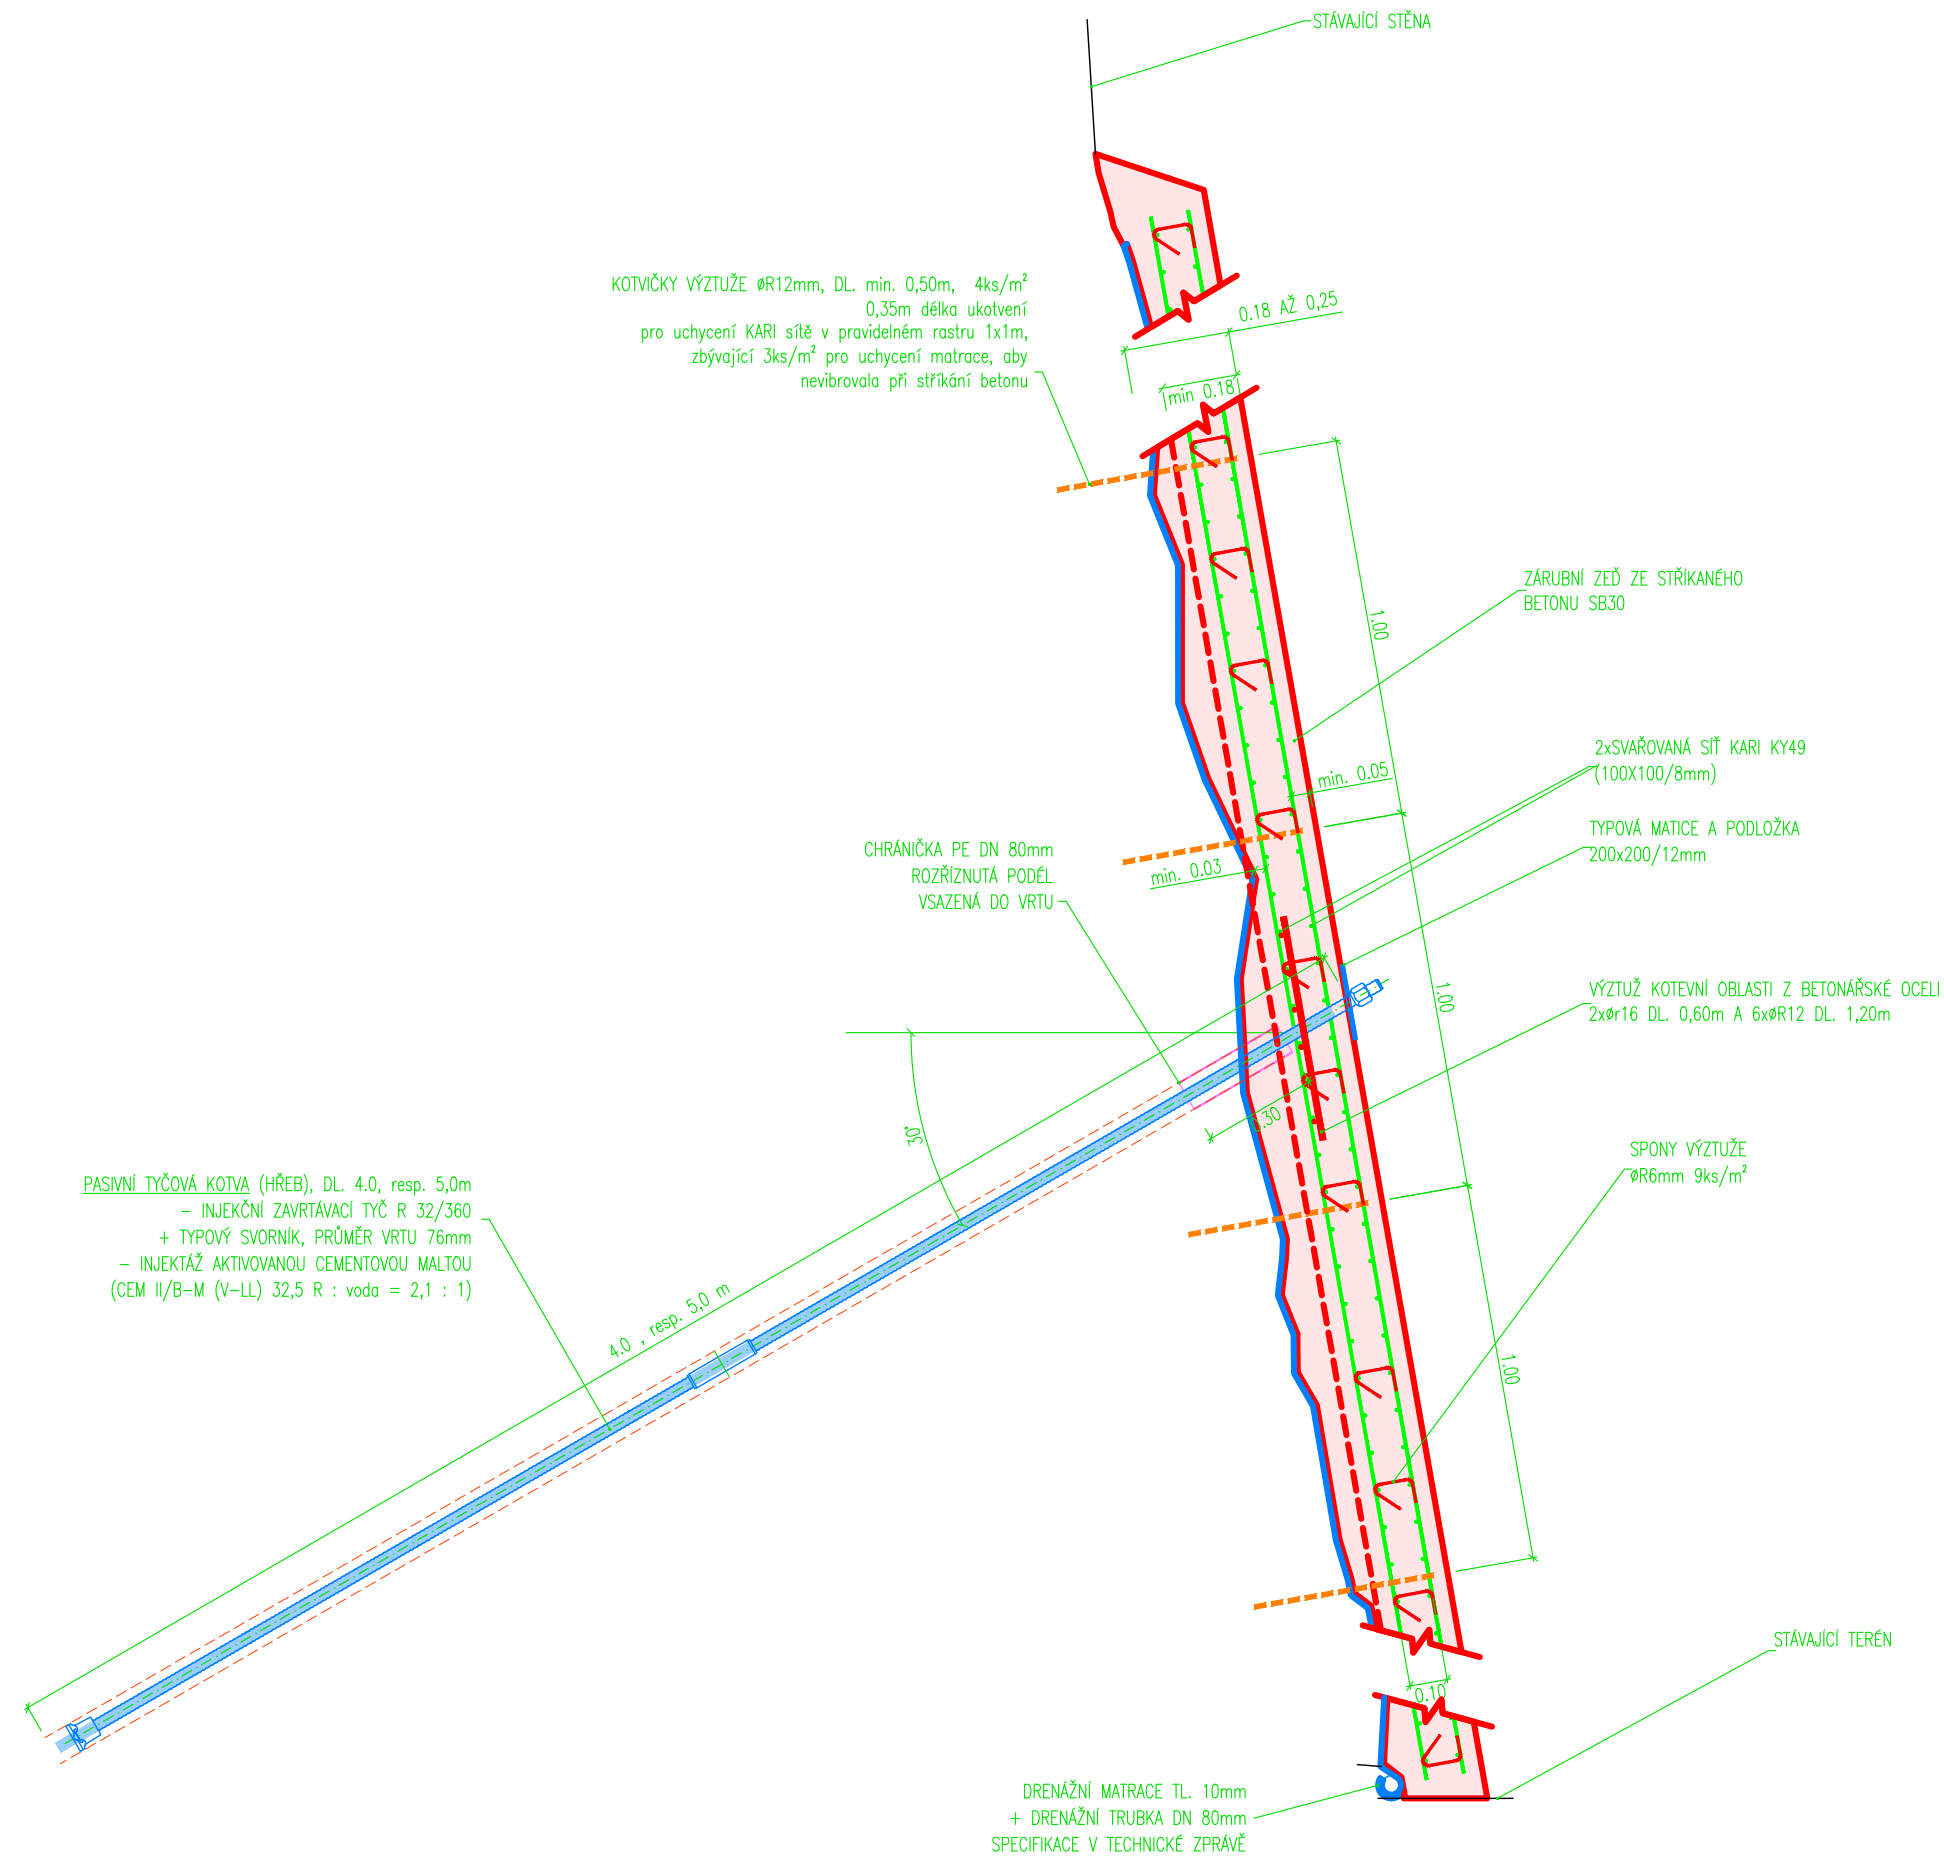 STÁVAJÍCÍ STĚNA
KOTVIČKY VÝZTUŽE øR12mm, DL. min. 0,50m, 4ks/m²
0,35m délka ukotvení
pro uchycení KARI sítě v pravidelném rastru 1x1m,
zbývající 3ks/m² pro uchycení matrace, aby
nevibrovala při stříkání betonu
0.18 AŽ 0,25
min 0.18
ZÁRUBNÍ ZEĎ ZE STŘÍKANÉHO
BETONU SB30
1.00
2xSVAŘOVANÁ SÍŤ KARI KY49
(100X100/8mm)
min. 0.05
TYPOVÁ MATICE A PODLOŽKA
200x200/12mm
CHRÁNIČKA PE DN 80mm
ROZŘÍZNUTÁ PODÉL
VSAZENÁ DO VRTU
min. 0.03
VÝZTUŽ KOTEVNÍ OBLASTI Z BETONÁŘSKÉ OCELI
2xør16 DL. 0,60m A 6xøR12 DL. 1,20m
1.00
30°
.30
SPONY VÝZTUŽE
øR6mm 9ks/m²
PASIVNÍ TYČOVÁ KOTVA (HŘEB), DL. 4.0, resp. 5,0m
– INJEKČNÍ ZAVRTÁVACÍ TYČ R 32/360
+ TYPOVÝ SVORNÍK, PRŮMĚR VRTU 76mm
– INJEKTÁŽ AKTIVOVANOU CEMENTOVOU MALTOU
(CEM II/B–M (V–LL) 32,5 R : voda = 2,1 : 1)
4.0 , resp. 5,0 m
1.00
STÁVAJÍCÍ TERÉN
0.10
DRENÁŽNÍ MATRACE TL. 10mm
+ DRENÁŽNÍ TRUBKA DN 80mm
SPECIFIKACE V TECHNICKÉ ZPRÁVĚ